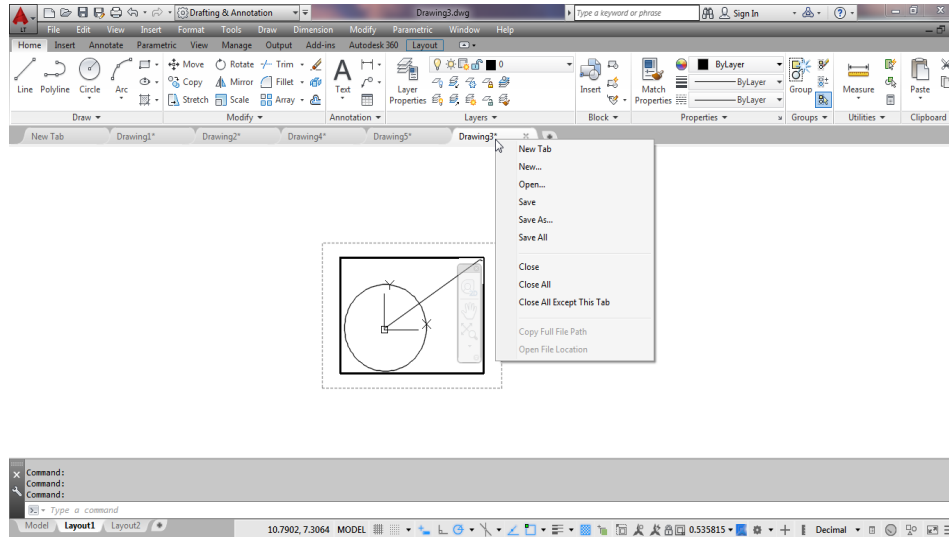 Drafting & Annotation Drawing3.dwg Type a keyword or phrase Sign In
LT File Edit View Insert Format Tools Draw Dimension Modify Parametric Window Help
Home Insert Annotate Parametric View Manage Output Add-ins Autodesk 360 Layout
Move Rotate Trim 0 ByLayer
Line Polyline Circle Arc Copy Mirror Fillet Text Layer Properties Insert Match Properties ByLayer Group Measure Paste
Stretch Scale Array ByLayer
Draw Modify Annotation Layers Block Properties Groups Utilities Clipboard
New Tab Drawing1* Drawing2* Drawing4* Drawing5* Drawing3*
New Tab
New...
Open...
Save
Save As...
Save All
Close
Close All
Close All Except This Tab
Copy Full File Path
Open File Location
Y
X
Command:
Command:
Command:
Type a command
Model Layout1 Layout2 10.7902, 7.3064 MODEL 0.535815 Decimal